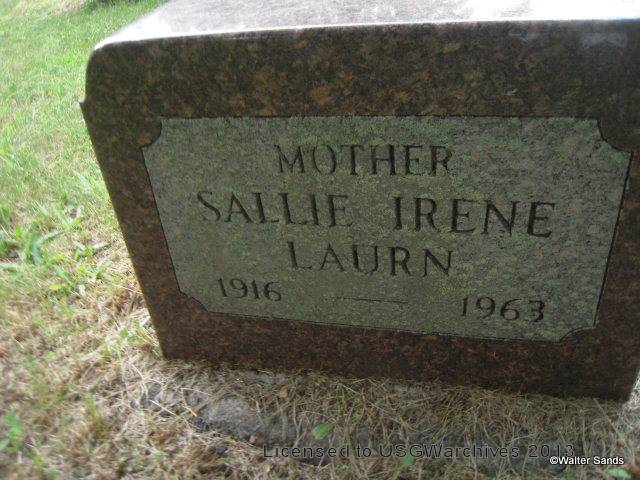 MOTHER
SALLIE IRENE
LAURN
1916 — 1963
Licensed to USGWarchives 2013
©Walter Sands